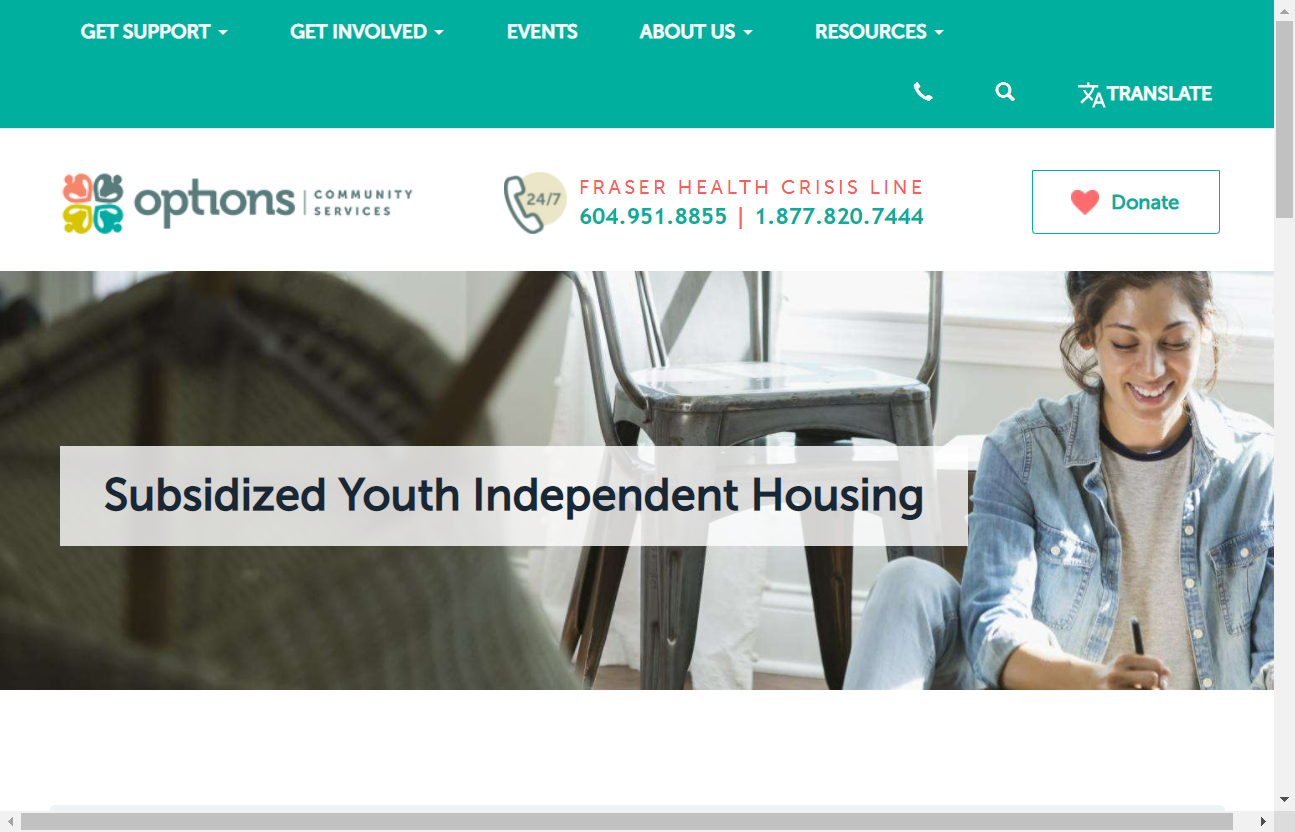 GET SUPPORT
GET INVOLVED
EVENTS
ABOUT US
RESOURCES
TRANSLATE
options | COMMUNITY SERVICES
24/7
FRASER HEALTH CRISIS LINE
604.951.8855 | 1.877.820.7444
Donate
Subsidized Youth Independent Housing